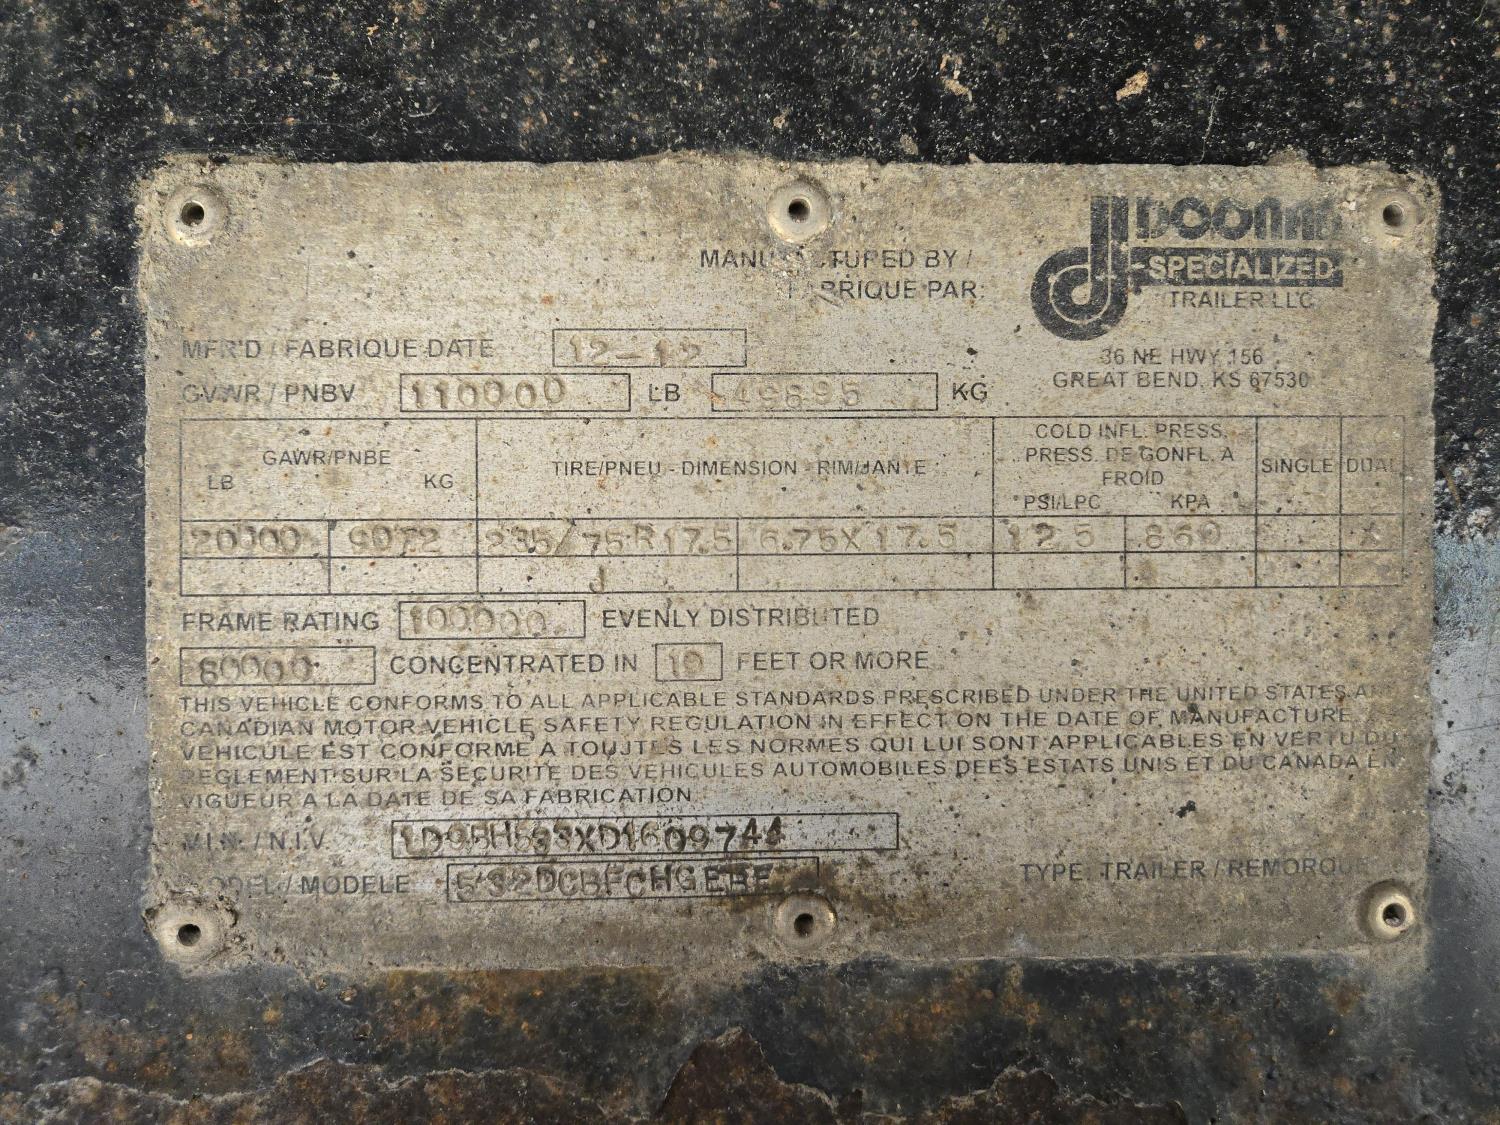 DOONAN
SPECIALIZED
TRAILER LLC
MANUFACTURED BY /
FABRIQUE PAR:
36 NE HWY 156
GREAT BEND, KS 67530
MFR'D / FABRIQUE DATE 12-12
GVWR / PNBV 110000 LB 49895 KG
GAWR/PNBE
LB KG
TIRE/PNEU - DIMENSION - RIM/JANTE
COLD INFL. PRESS.
PRESS. DE GONFL. A
FROID
PSI/LPC KPA
SINGLE DUAL
20000 9072 235/75R17.5 6.75X17.5 125 860 X
FRAME RATING 100000 EVENLY DISTRIBUTED
80000 CONCENTRATED IN 10 FEET OR MORE
THIS VEHICLE CONFORMS TO ALL APPLICABLE STANDARDS PRESCRIBED UNDER THE UNITED STATES AND
CANADIAN MOTOR VEHICLE SAFETY REGULATION IN EFFECT ON THE DATE OF MANUFACTURE
VEHICULE EST CONFORME A TOUJTES LES NORMES QUI LUI SONT APPLICABLES EN VERTU DU
REGLEMENT SUR LA SECURITE DES VEHICULES AUTOMOBILES DEES ESTATS UNIS ET DU CANADA EN
VIGUEUR A LA DATE DE SA FABRICATION
V.I.N. / N.I.V. 1D9BH533XD1609744
MODEL / MODELE
TYPE: TRAILER / REMORQUE